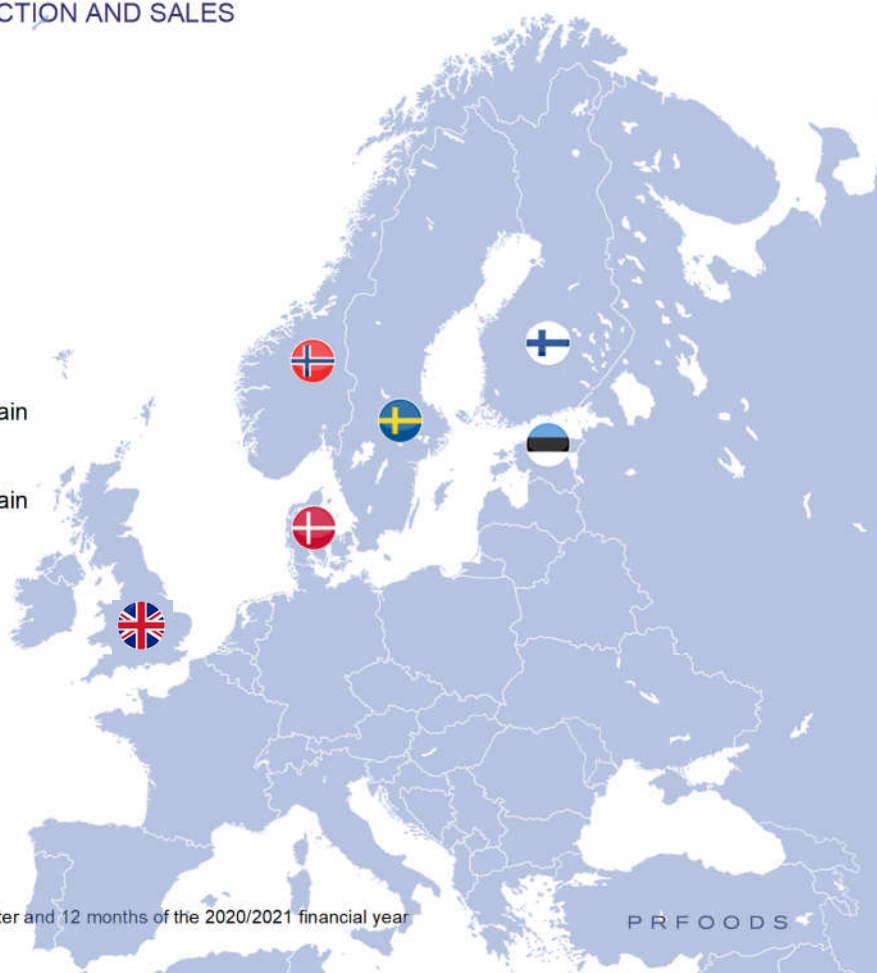 CTION AND SALES
ain
ain
ter and 12 months of the 2020/2021 financial year
PRFOODS